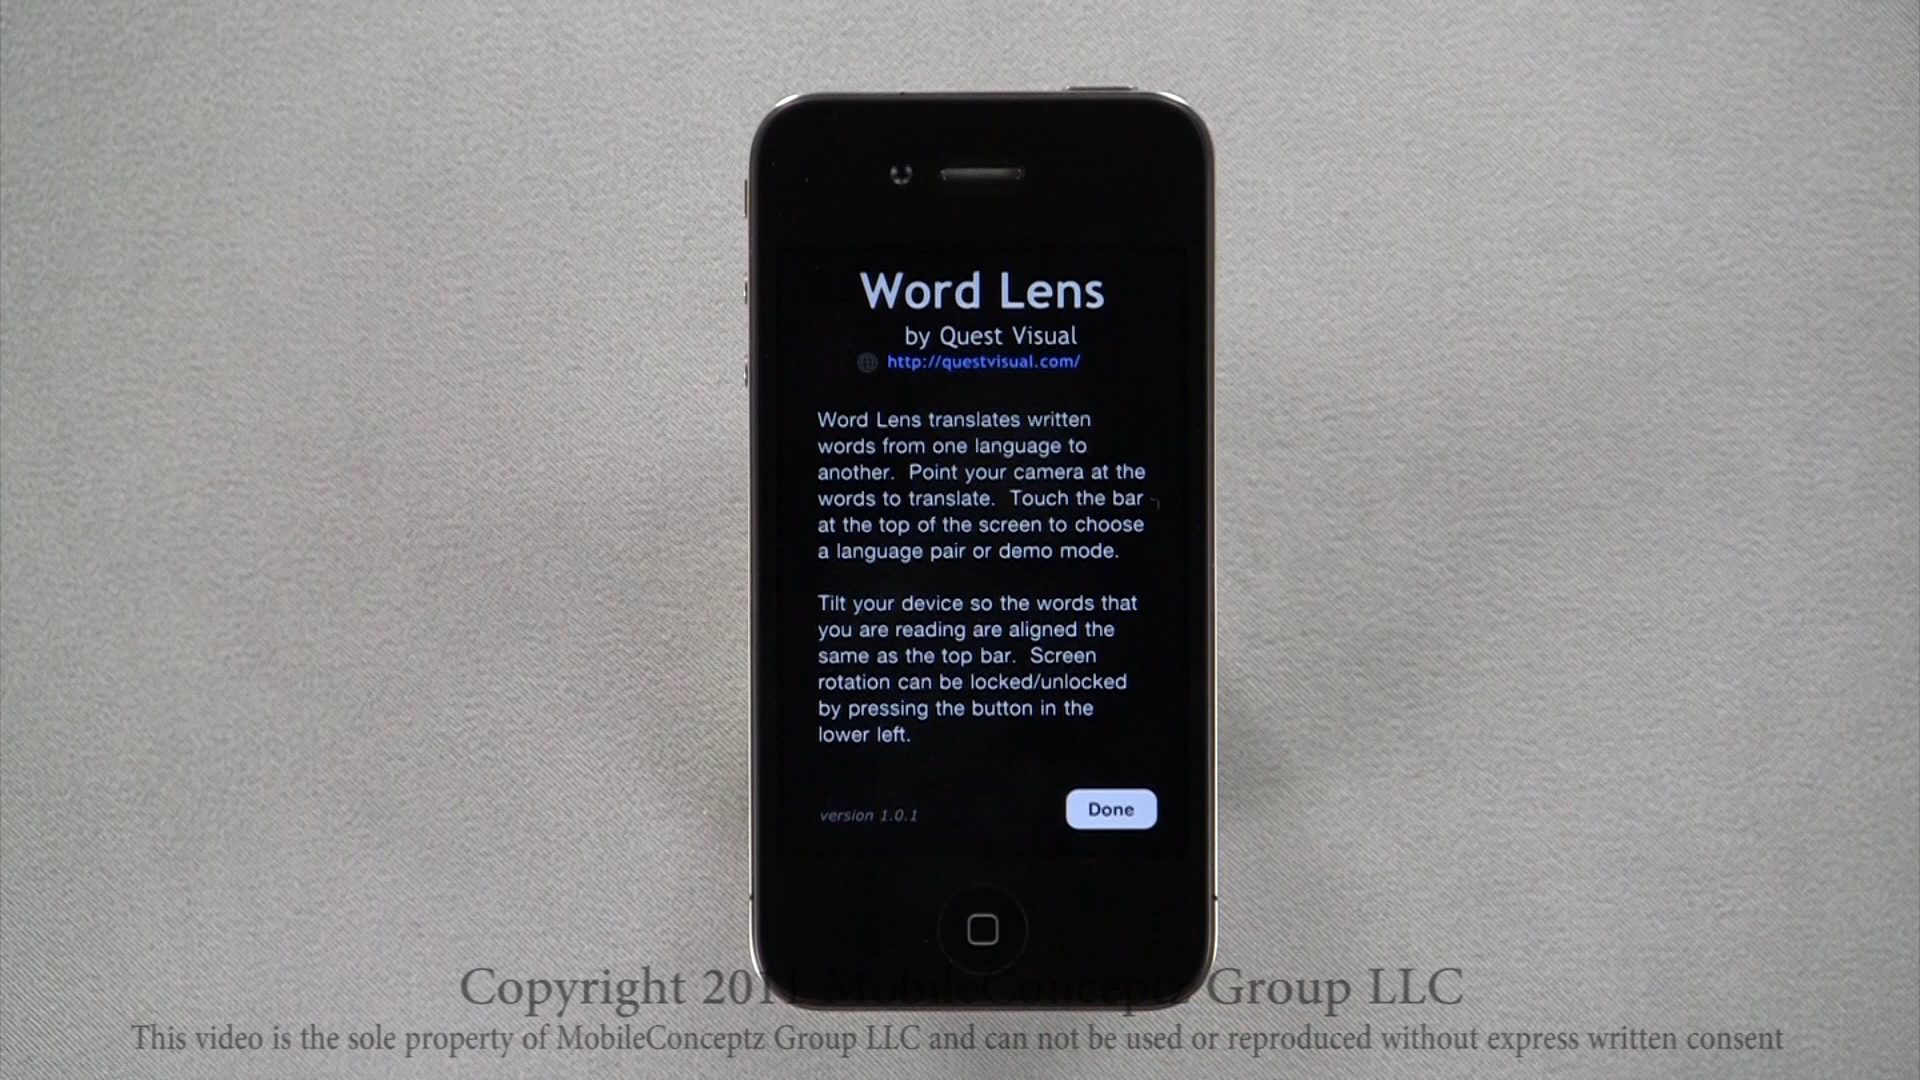 Word Lens
by Quest Visual
http://questvisual.com/
Word Lens translates written
words from one language to
another. Point your camera at the
words to translate. Touch the bar
at the top of the screen to choose
a language pair or demo mode.
Tilt your device so the words that
you are reading are aligned the
same as the top bar. Screen
rotation can be locked/unlocked
by pressing the button in the
lower left.
version 1.0.1
Done
Copyright 2011 MobileConceptz Group LLC
This video is the sole property of MobileConceptz Group LLC and can not be used or reproduced without express written consent